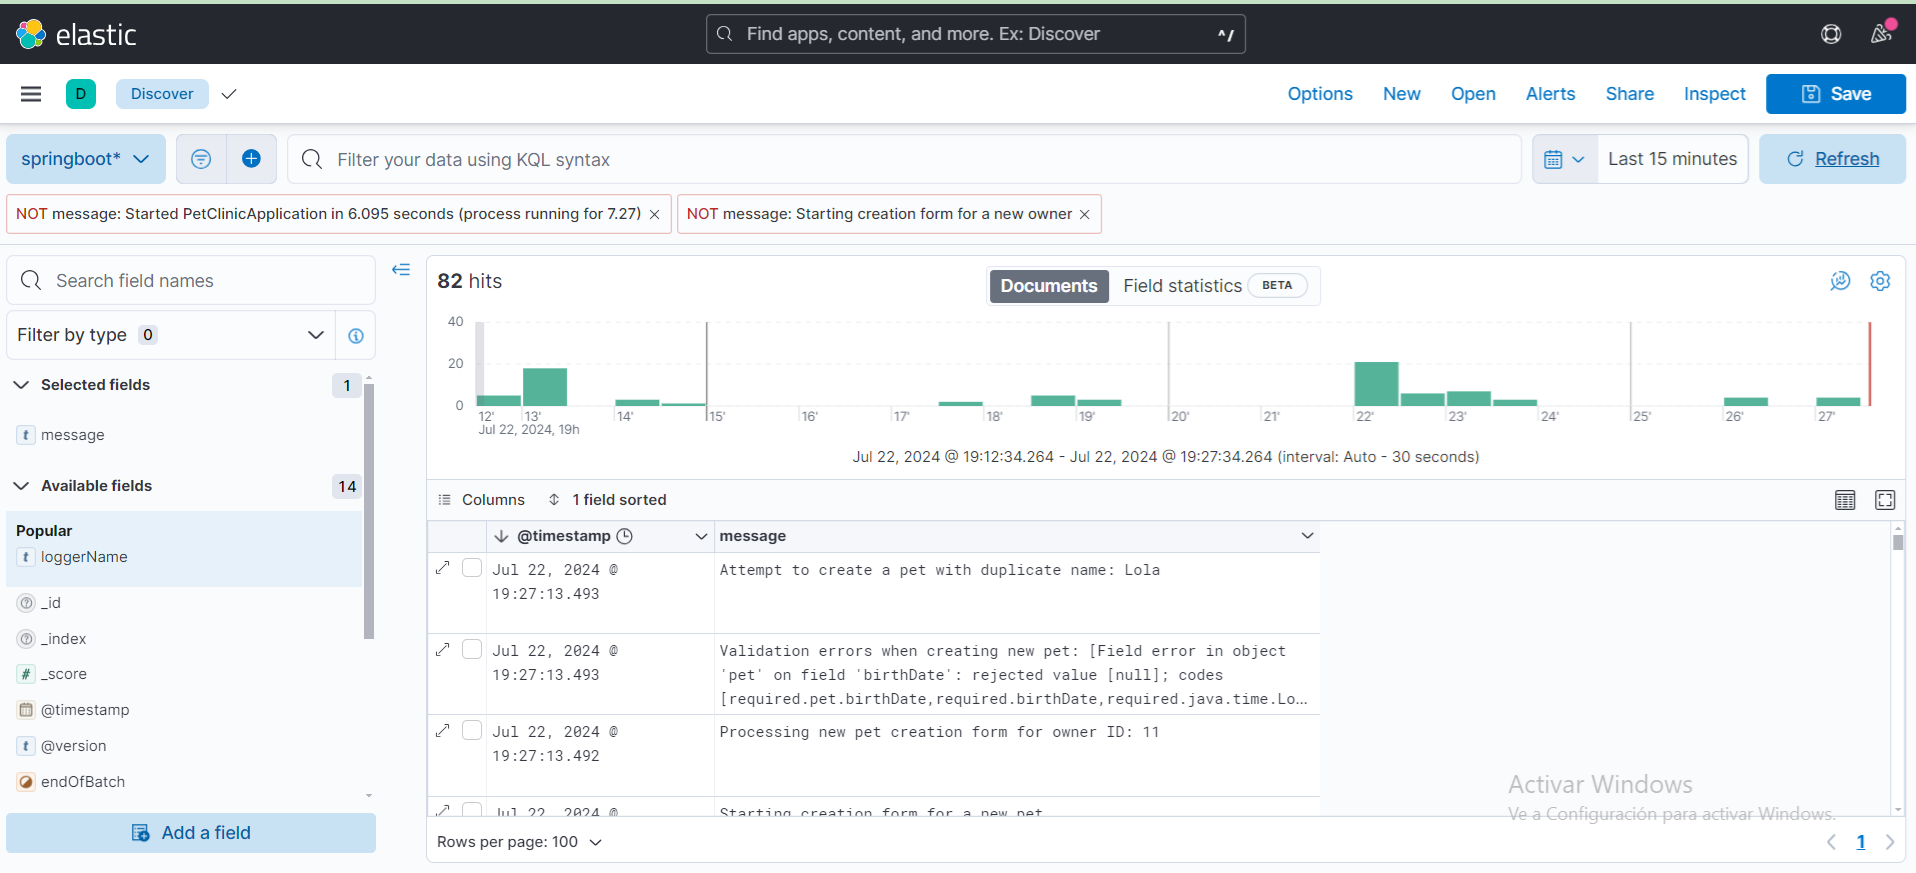 elastic
Find apps, content, and more. Ex: Discover
^/
D
Discover
Options
New
Open
Alerts
Share
Inspect
Save
springboot*
Filter your data using KQL syntax
Last 15 minutes
Refresh
NOT message: Started PetClinicApplication in 6.095 seconds (process running for 7.27) ×
NOT message: Starting creation form for a new owner ×
Search field names
Filter by type 0
Selected fields 1
t message
Available fields 14
Popular
t loggerName
_id
_index
# _score
@timestamp
t @version
endOfBatch
Add a field
82 hits
Documents
Field statistics BETA
40
20
0
12' 13' 14' 15' 16' 17' 18' 19' 20' 21' 22' 23' 24' 25' 26' 27'
Jul 22, 2024, 19h
Jul 22, 2024 @ 19:12:34.264 - Jul 22, 2024 @ 19:27:34.264 (interval: Auto - 30 seconds)
Columns
1 field sorted
@timestamp
message
Jul 22, 2024 @
19:27:13.493
Attempt to create a pet with duplicate name: Lola
Jul 22, 2024 @
19:27:13.493
Validation errors when creating new pet: [Field error in object
'pet' on field 'birthDate': rejected value [null]; codes
[required.pet.birthDate,required.birthDate,required.java.time.Lo...
Jul 22, 2024 @
19:27:13.492
Processing new pet creation form for owner ID: 11
Jul 22, 2024 @
Starting creation form for a new pet
Activar Windows
Ve a Configuración para activar Windows.
Rows per page: 100
1